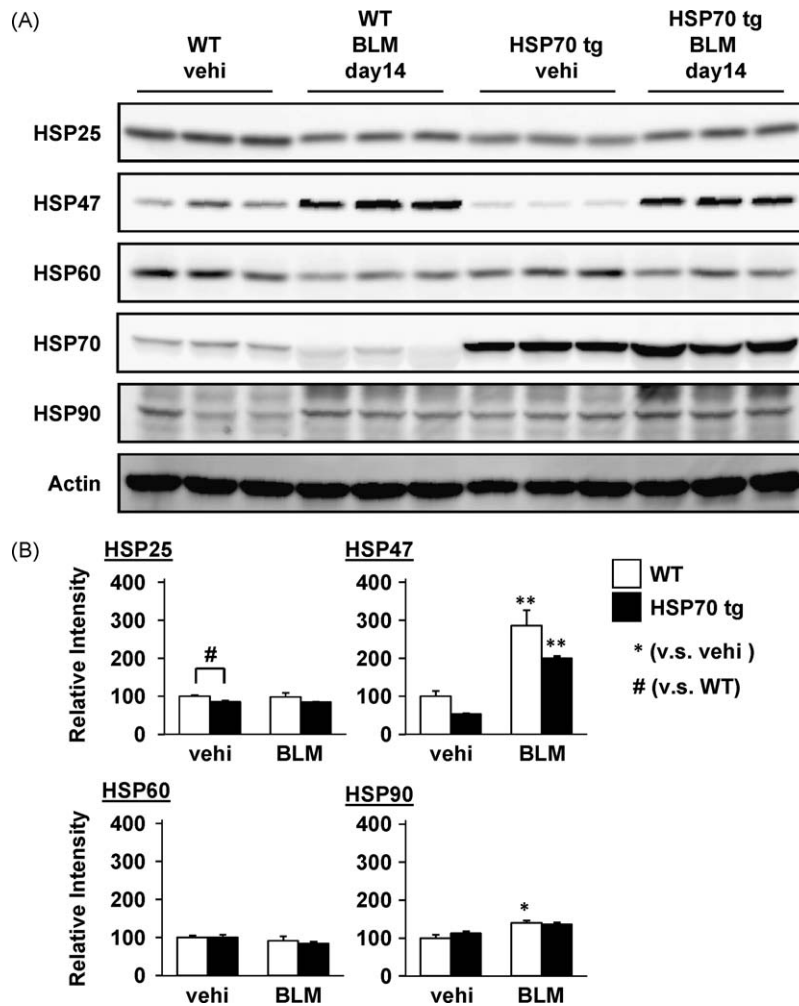 (A)
WT
vehi
WT
BLM
day14
HSP70 tg
vehi
HSP70 tg
BLM
day14
HSP25
HSP47
HSP60
HSP70
HSP90
Actin
(B)
HSP25
Relative Intensity
400
300
200
100
0
#
vehi
BLM
HSP47
400
300
200
100
0
**
**
vehi
BLM
WT
HSP70 tg
* (v.s. vehi )
# (v.s. WT)
HSP60
Relative Intensity
400
300
200
100
0
vehi
BLM
HSP90
400
300
200
100
0
*
vehi
BLM